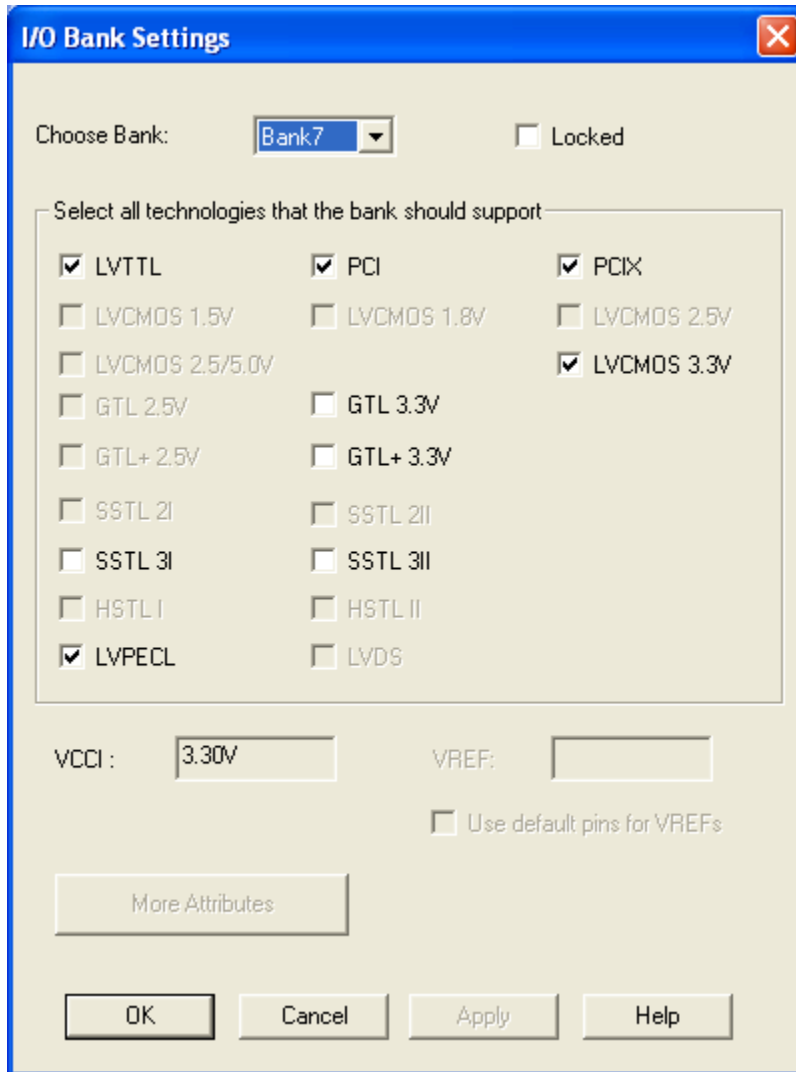 I/O Bank Settings
Choose Bank: Bank7 Locked
Select all technologies that the bank should support
LVTTL PCI PCIX
LVCMOS 1.5V LVCMOS 1.8V LVCMOS 2.5V
LVCMOS 2.5/5.0V LVCMOS 3.3V
GTL 2.5V GTL 3.3V
GTL+ 2.5V GTL+ 3.3V
SSTL 2I SSTL 2II
SSTL 3I SSTL 3II
HSTL I HSTL II
LVPECL LVDS
VCCI : 3.30V VREF:
Use default pins for VREFs
More Attributes
OK Cancel Apply Help